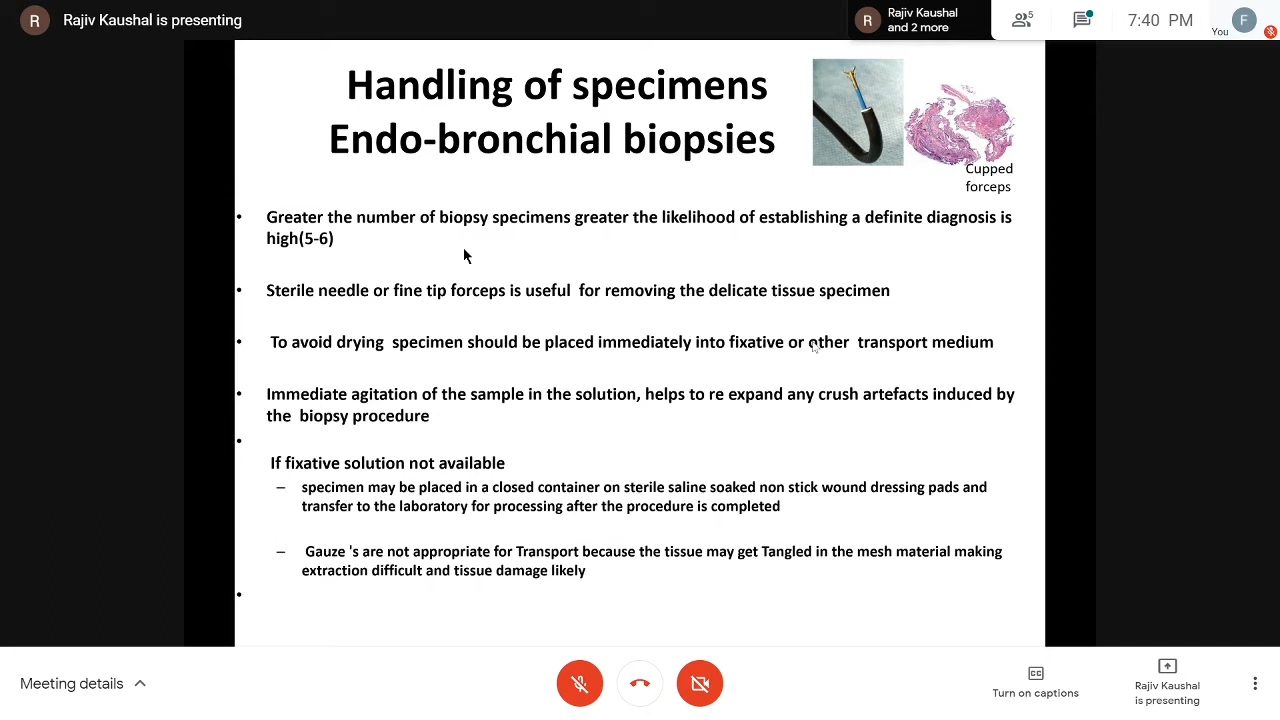 R Rajiv Kaushal is presenting
R Rajiv Kaushal
and 2 more
5
7:40 PM
You F
Handling of specimens
Endo-bronchial biopsies
Cupped
forceps
• Greater the number of biopsy specimens greater the likelihood of establishing a definite diagnosis is
high(5-6)
• Sterile needle or fine tip forceps is useful for removing the delicate tissue specimen
• To avoid drying specimen should be placed immediately into fixative or other transport medium
• Immediate agitation of the sample in the solution, helps to re expand any crush artefacts induced by
the biopsy procedure
•
If fixative solution not available
– specimen may be placed in a closed container on sterile saline soaked non stick wound dressing pads and
transfer to the laboratory for processing after the procedure is completed
– Gauze 's are not appropriate for Transport because the tissue may get Tangled in the mesh material making
extraction difficult and tissue damage likely
•
Meeting details
CC
Turn on captions
Rajiv Kaushal
is presenting